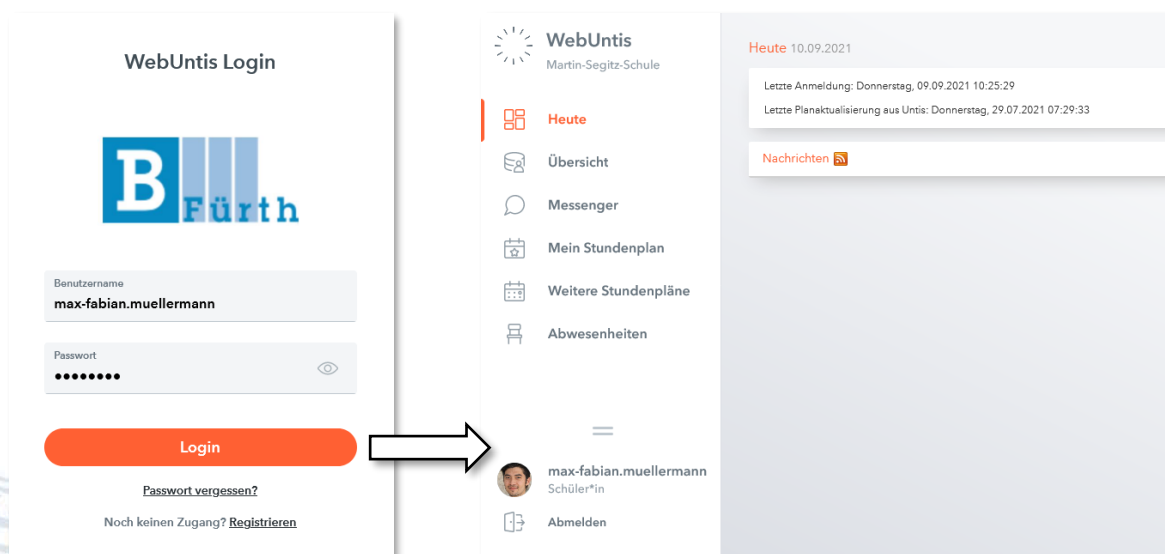 WebUntis Login
B
Fürth
Benutzername
max-fabian.muellermann
Passwort
••••••••
Login
Passwort vergessen?
Noch keinen Zugang? Registrieren
WebUntis
Martin-Segitz-Schule
Heute
Übersicht
Messenger
Mein Stundenplan
Weitere Stundenpläne
Abwesenheiten
max-fabian.muellermann
Schüler*in
Abmelden
Heute 10.09.2021
Letzte Anmeldung: Donnerstag, 09.09.2021 10:25:29
Letzte Planaktualisierung aus Untis: Donnerstag, 29.07.2021 07:29:33
Nachrichten